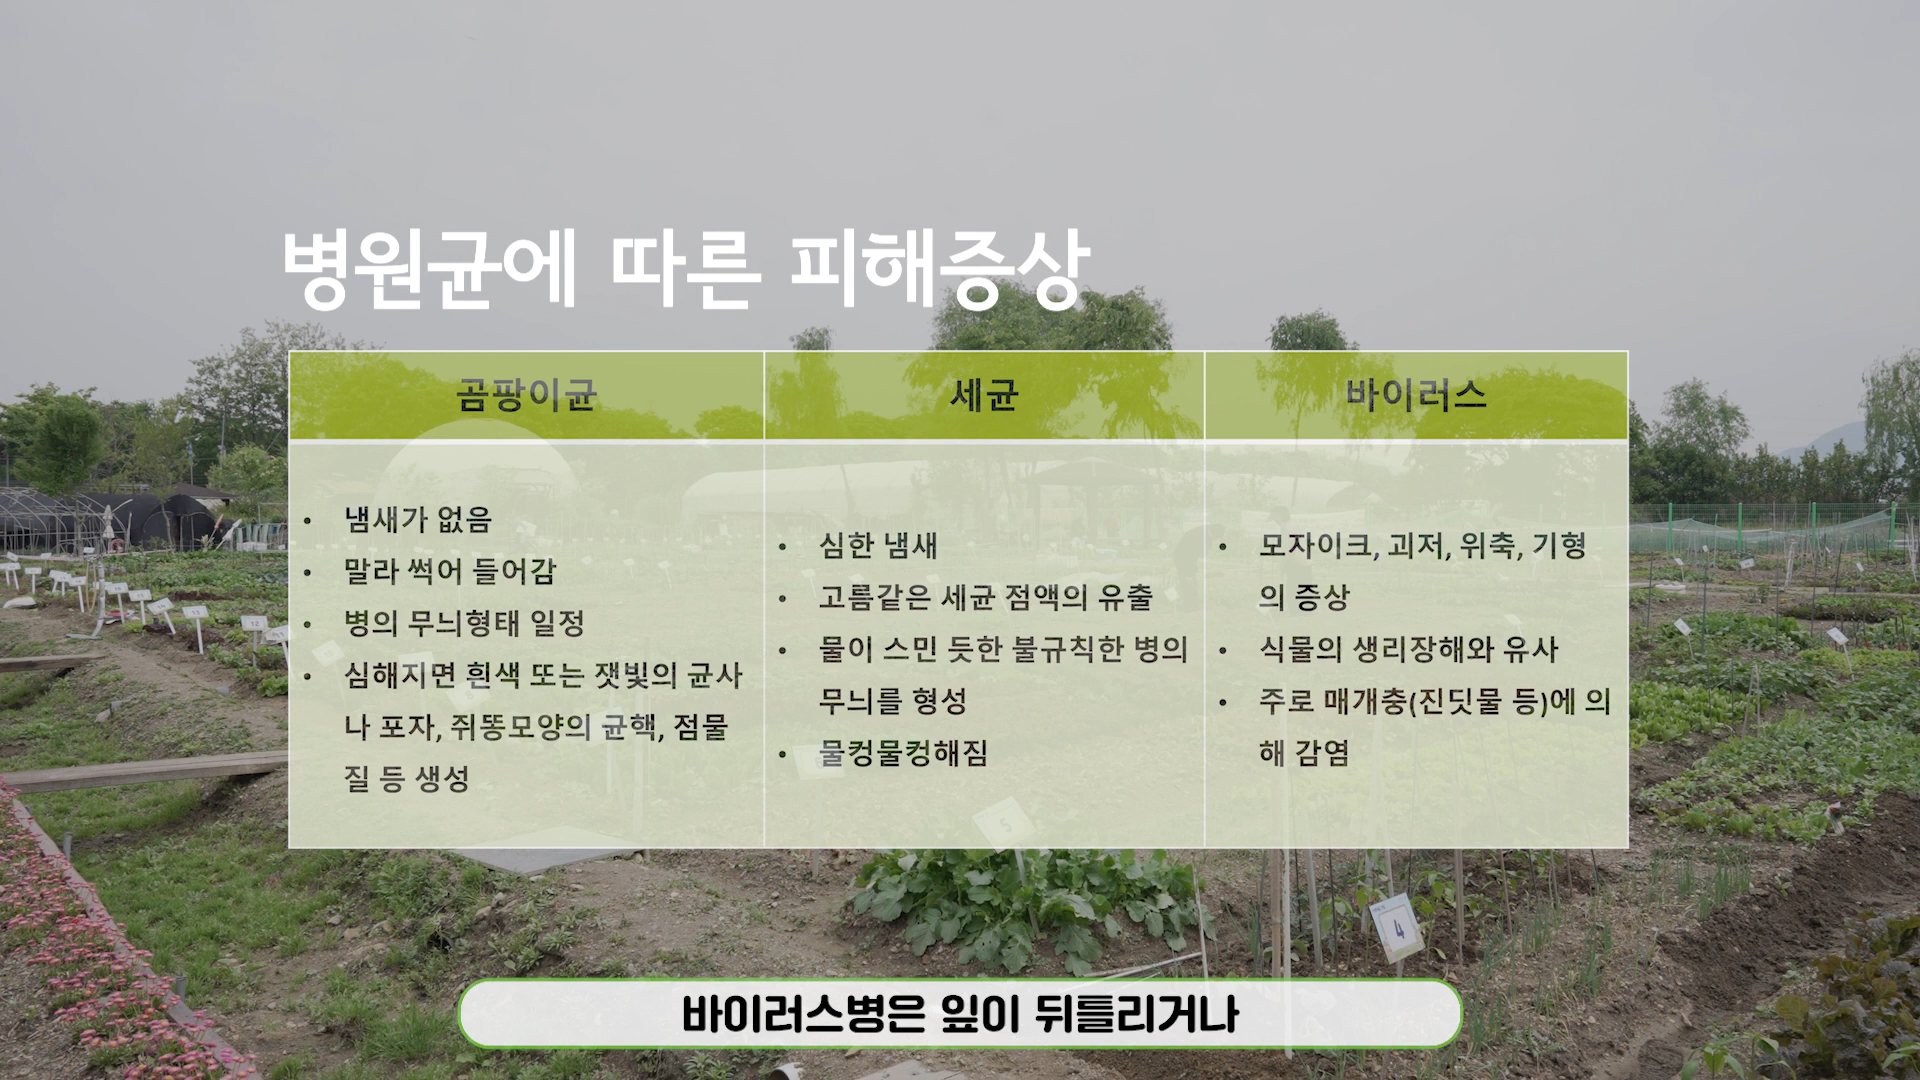 병원균에 따른 피해증상
곰팡이균
세균
바이러스
• 냄새가 없음
• 말라 썩어 들어감
• 병의 무늬형태 일정
• 심해지면 흰색 또는 잿빛의 균사
나 포자, 쥐똥모양의 균핵, 점물
질 등 생성
• 심한 냄새
• 고름같은 세균 점액의 유출
• 물이 스민 듯한 불규칙한 병의
무늬를 형성
• 물컹물컹해짐
• 모자이크, 괴저, 위축, 기형
의 증상
• 식물의 생리장해와 유사
• 주로 매개충(진딧물 등)에 의
해 감염
12
5
4
바이러스병은 잎이 뒤틀리거나